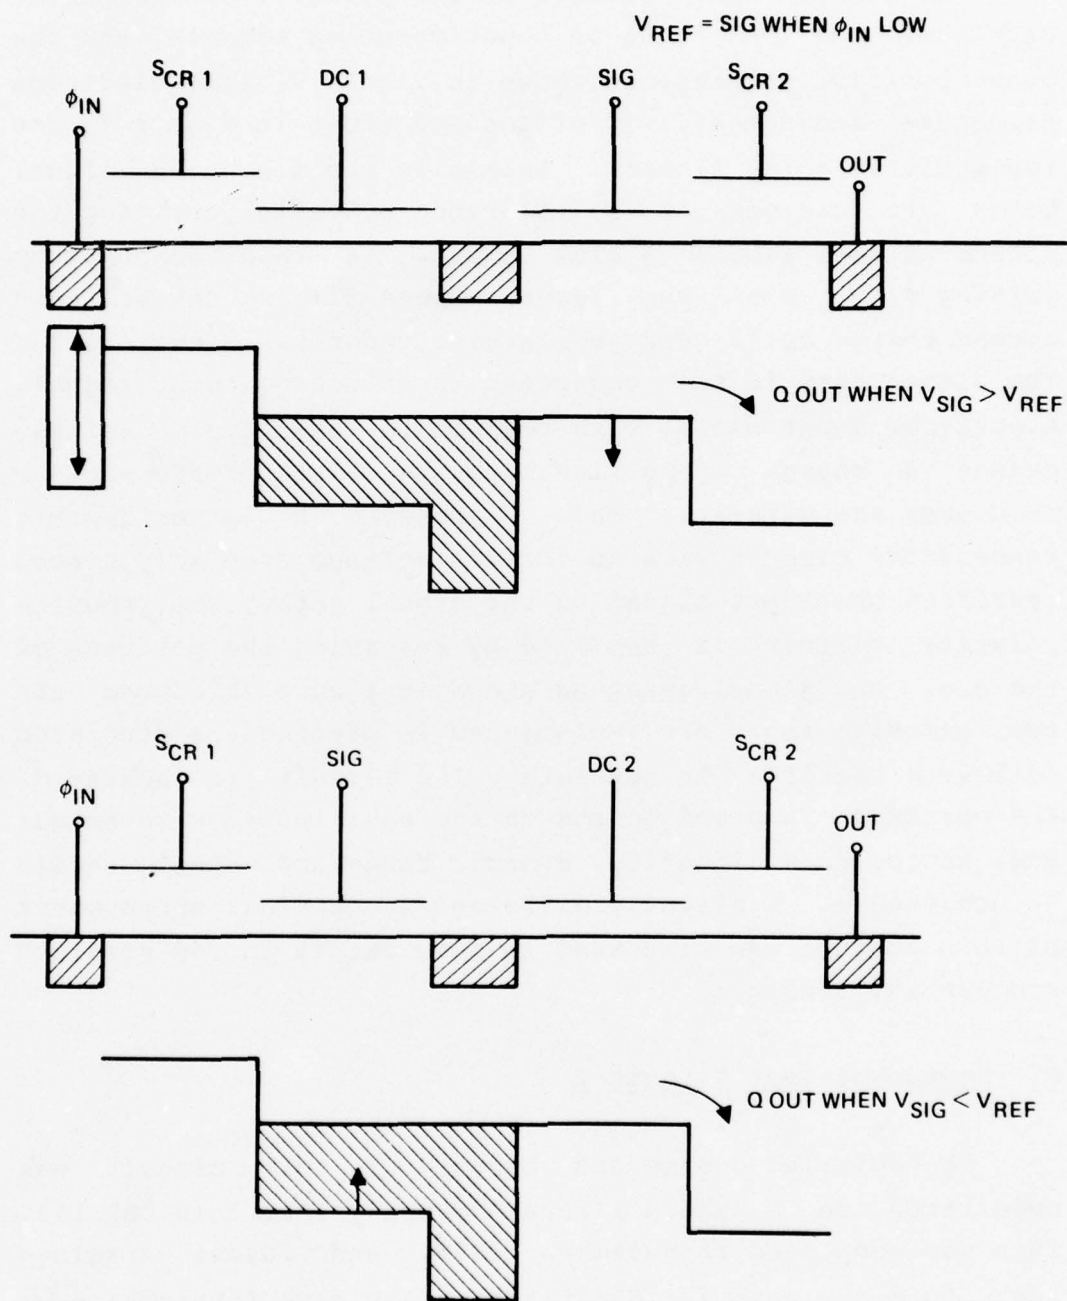 V_REF = SIG WHEN ϕ_IN LOW
ϕ_IN
S_CR 1
DC 1
SIG
S_CR 2
OUT
Q OUT WHEN V_SIG > V_REF
ϕ_IN
S_CR 1
SIG
DC 2
S_CR 2
OUT
Q OUT WHEN V_SIG < V_REF